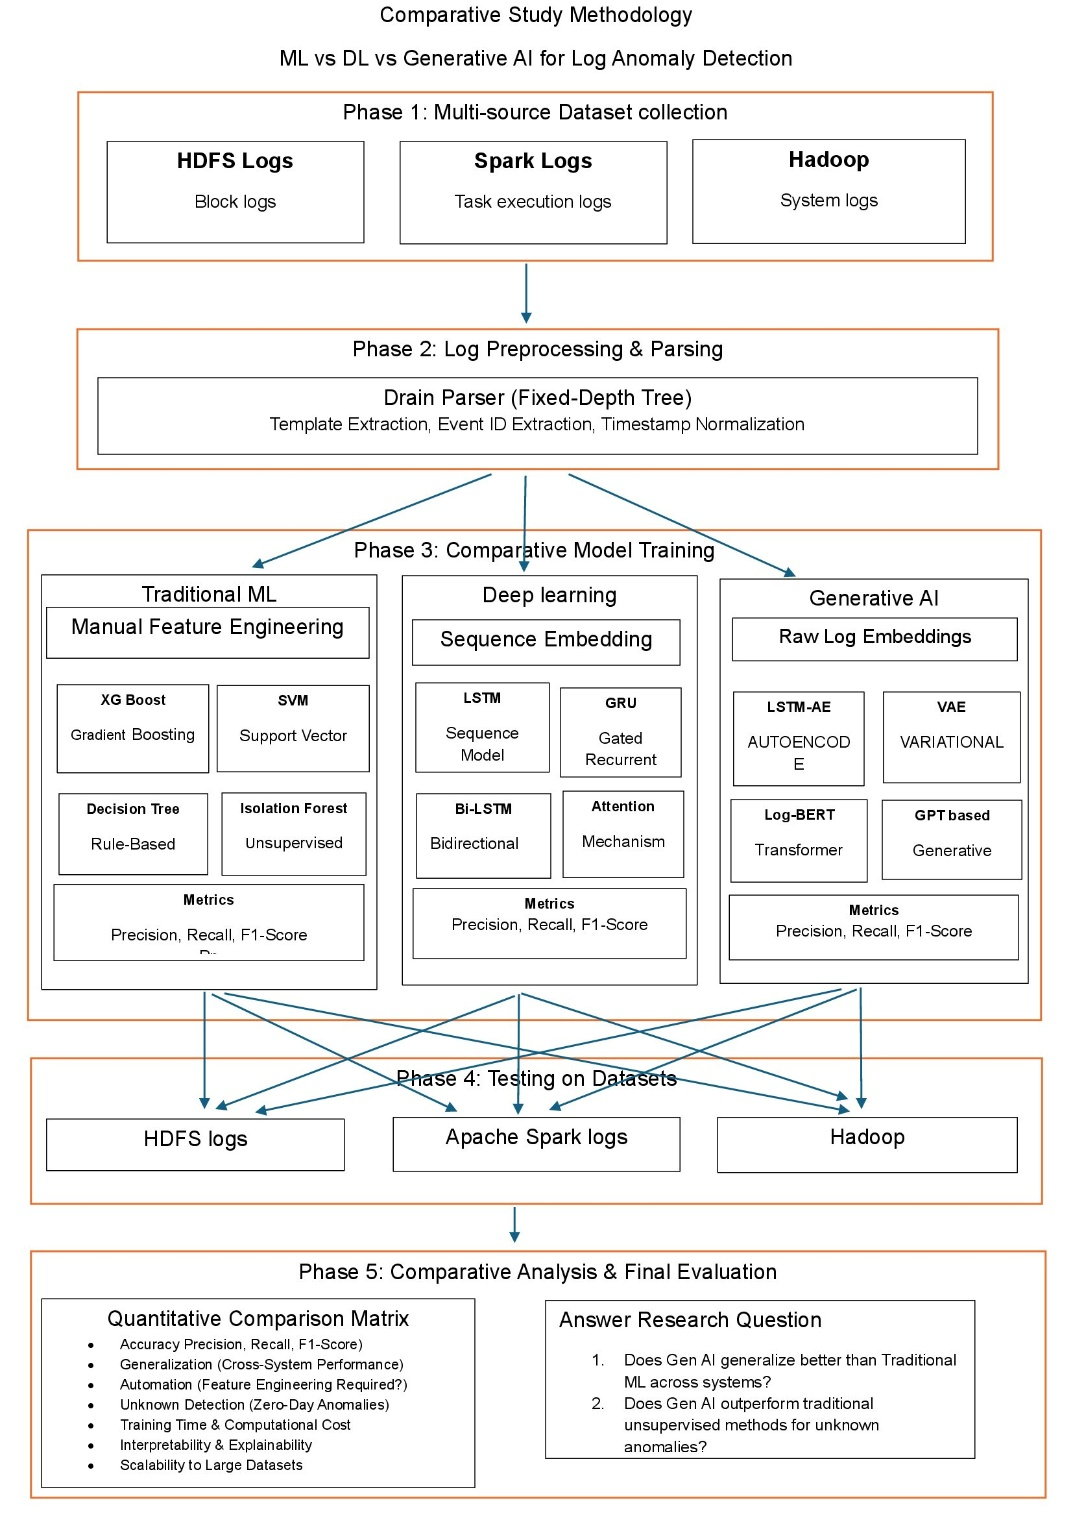 Comparative Study Methodology
ML vs DL vs Generative AI for Log Anomaly Detection
Phase 1: Multi-source Dataset collection
HDFS Logs
Block logs
Spark Logs
Task execution logs
Hadoop
System logs
Phase 2: Log Preprocessing & Parsing
Drain Parser (Fixed-Depth Tree)
Template Extraction, Event ID Extraction, Timestamp Normalization
Phase 3: Comparative Model Training
Traditional ML
Manual Feature Engineering
XG Boost
Gradient Boosting
SVM
Support Vector
Decision Tree
Rule-Based
Isolation Forest
Unsupervised
Metrics
Precision, Recall, F1-Score
Deep learning
Sequence Embedding
LSTM
Sequence
Model
GRU
Gated
Recurrent
Bi-LSTM
Bidirectional
Attention
Mechanism
Metrics
Precision, Recall, F1-Score
Generative AI
Raw Log Embeddings
LSTM-AE
AUTOENCOD
E
VAE
VARIATIONAL
Log-BERT
Transformer
GPT based
Generative
Metrics
Precision, Recall, F1-Score
Phase 4: Testing on Datasets
HDFS logs
Apache Spark logs
Hadoop
Phase 5: Comparative Analysis & Final Evaluation
Quantitative Comparison Matrix
• Accuracy Precision, Recall, F1-Score)
• Generalization (Cross-System Performance)
• Automation (Feature Engineering Required?)
• Unknown Detection (Zero-Day Anomalies)
• Training Time & Computational Cost
• Interpretability & Explainability
• Scalability to Large Datasets
Answer Research Question
1. Does Gen AI generalize better than Traditional
ML across systems?
2. Does Gen AI outperform traditional
unsupervised methods for unknown
anomalies?